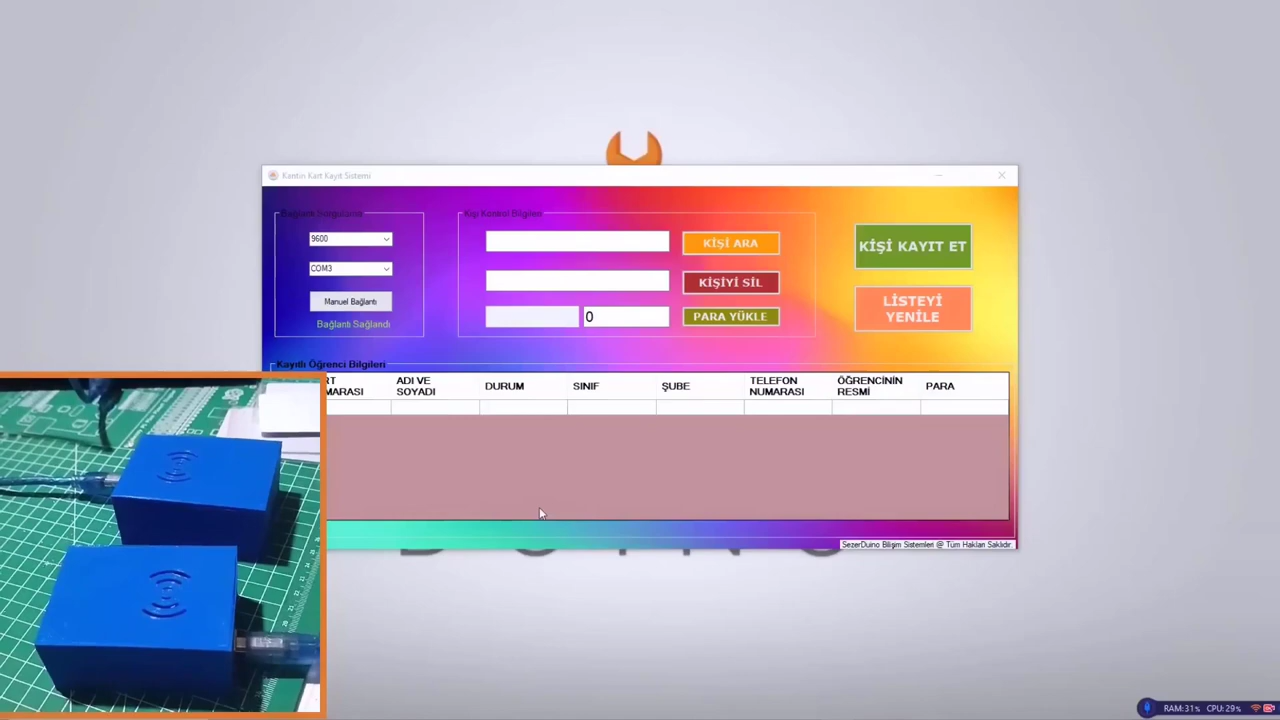 Kantin Kart Kayıt Sistemi
Bağlantı Sorgulama
9600
COM3
Manuel Bağlantı
Bağlantı Sağlandı
Kişi Kontrol Bilgileri
KİŞİ ARA
KİŞİYİ SİL
0
PARA YÜKLE
KİŞİ KAYIT ET
LİSTEYİ
YENİLE
Kayıtlı Öğrenci Bilgileri
ADI VE
SOYADI
DURUM
SINIF
ŞUBE
TELEFON
NUMARASI
ÖĞRENCİNİN
RESMİ
PARA
SezerDuino Bilişim Sistemleri @ Tüm Hakları Saklıdır.
RAM:31% CPU:29%